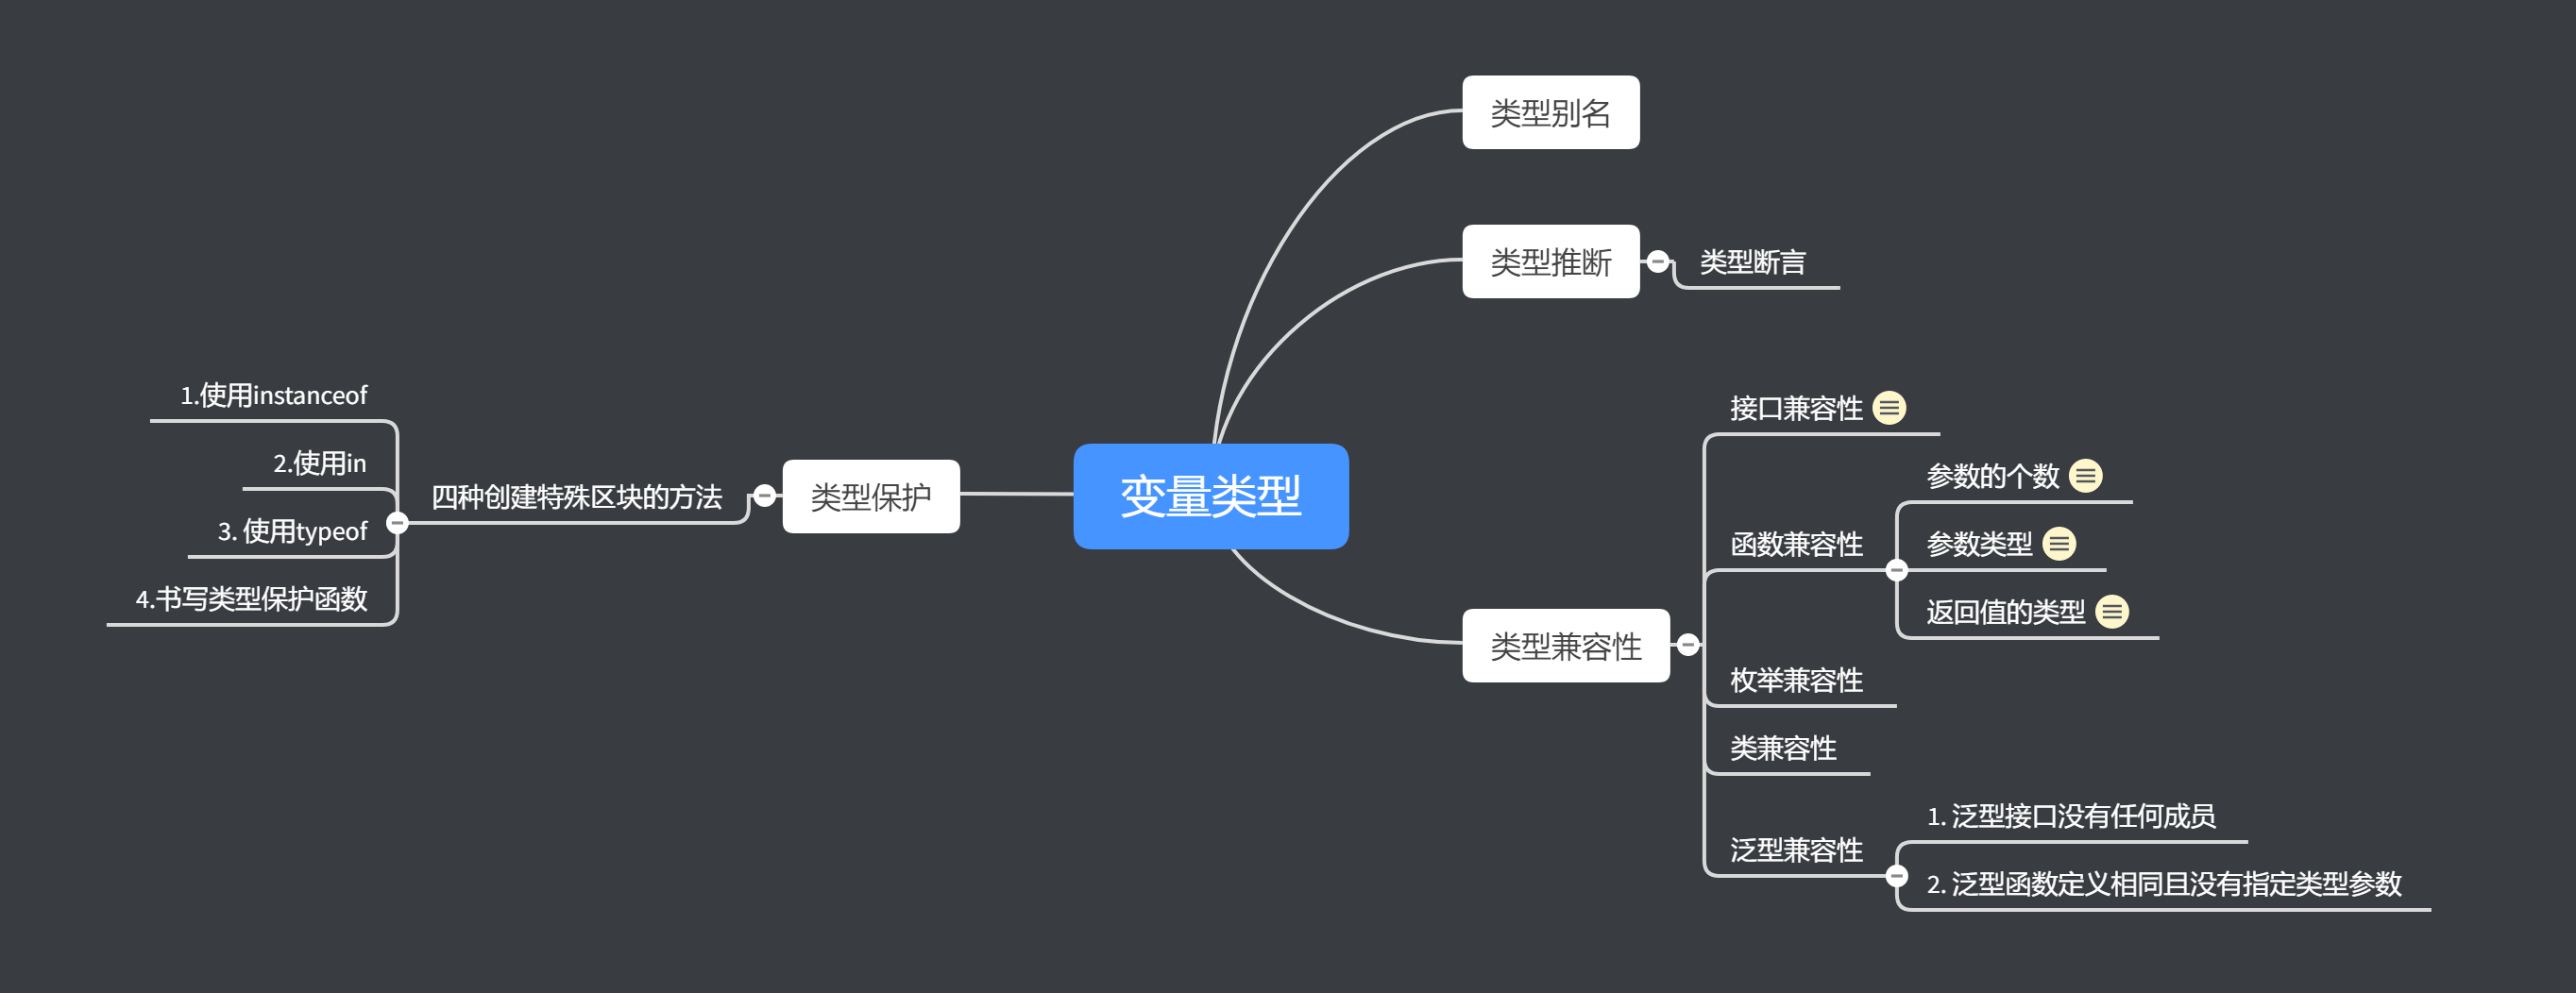 变量类型
类型别名
类型推断
类型断言
类型兼容性
接口兼容性
函数兼容性
参数的个数
参数类型
返回值的类型
枚举兼容性
类兼容性
泛型兼容性
1. 泛型接口没有任何成员
2. 泛型函数定义相同且没有指定类型参数
类型保护
四种创建特殊区块的方法
1.使用instanceof
2.使用in
3. 使用typeof
4.书写类型保护函数